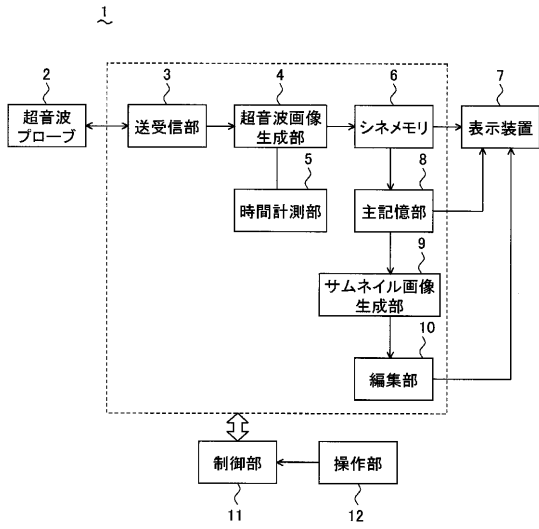 1
2
3
4
6
7
超音波
プローブ
送受信部
超音波画像
生成部
シネメモリ
表示装置
5
8
時間計測部
主記憶部
9
サムネイル画像
生成部
10
編集部
制御部
操作部
11
12